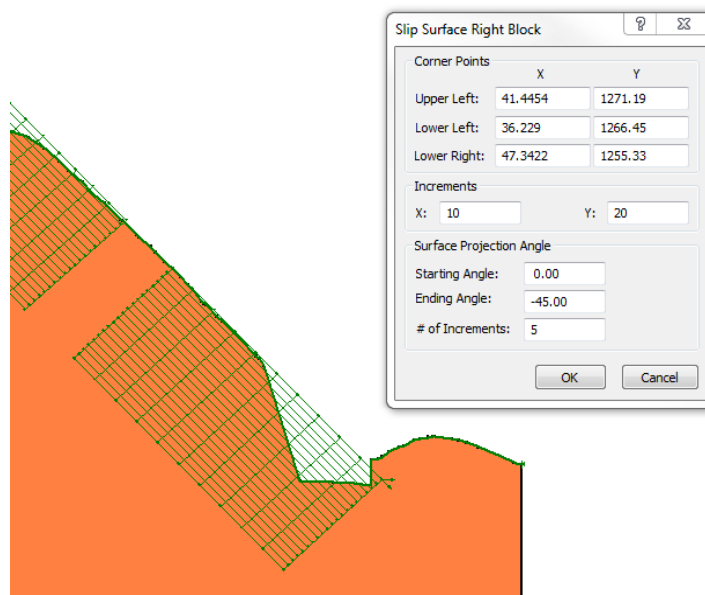 Slip Surface Right Block
Corner Points
X Y
Upper Left: 41.4454 1271.19
Lower Left: 36.229 1266.45
Lower Right: 47.3422 1255.33
Increments
X: 10 Y: 20
Surface Projection Angle
Starting Angle: 0.00
Ending Angle: -45.00
# of Increments: 5
OK Cancel